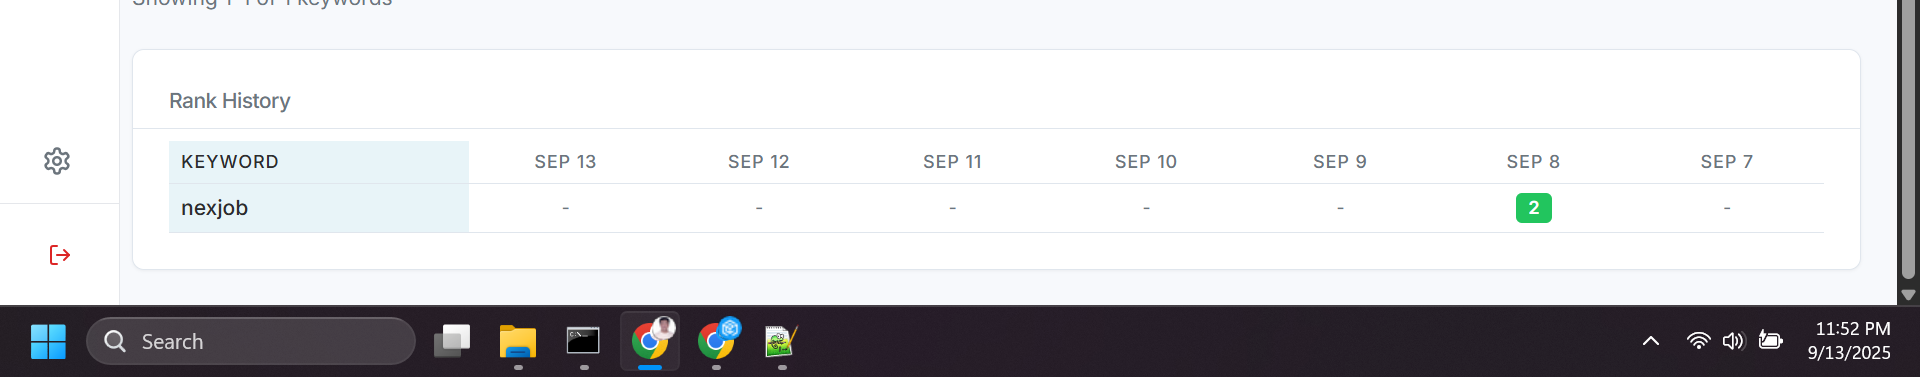 Showing 1-1 of 1 keywords
Rank History
KEYWORD SEP 13 SEP 12 SEP 11 SEP 10 SEP 9 SEP 8 SEP 7
nexjob - - - - - 2 -
Search
11:52 PM
9/13/2025